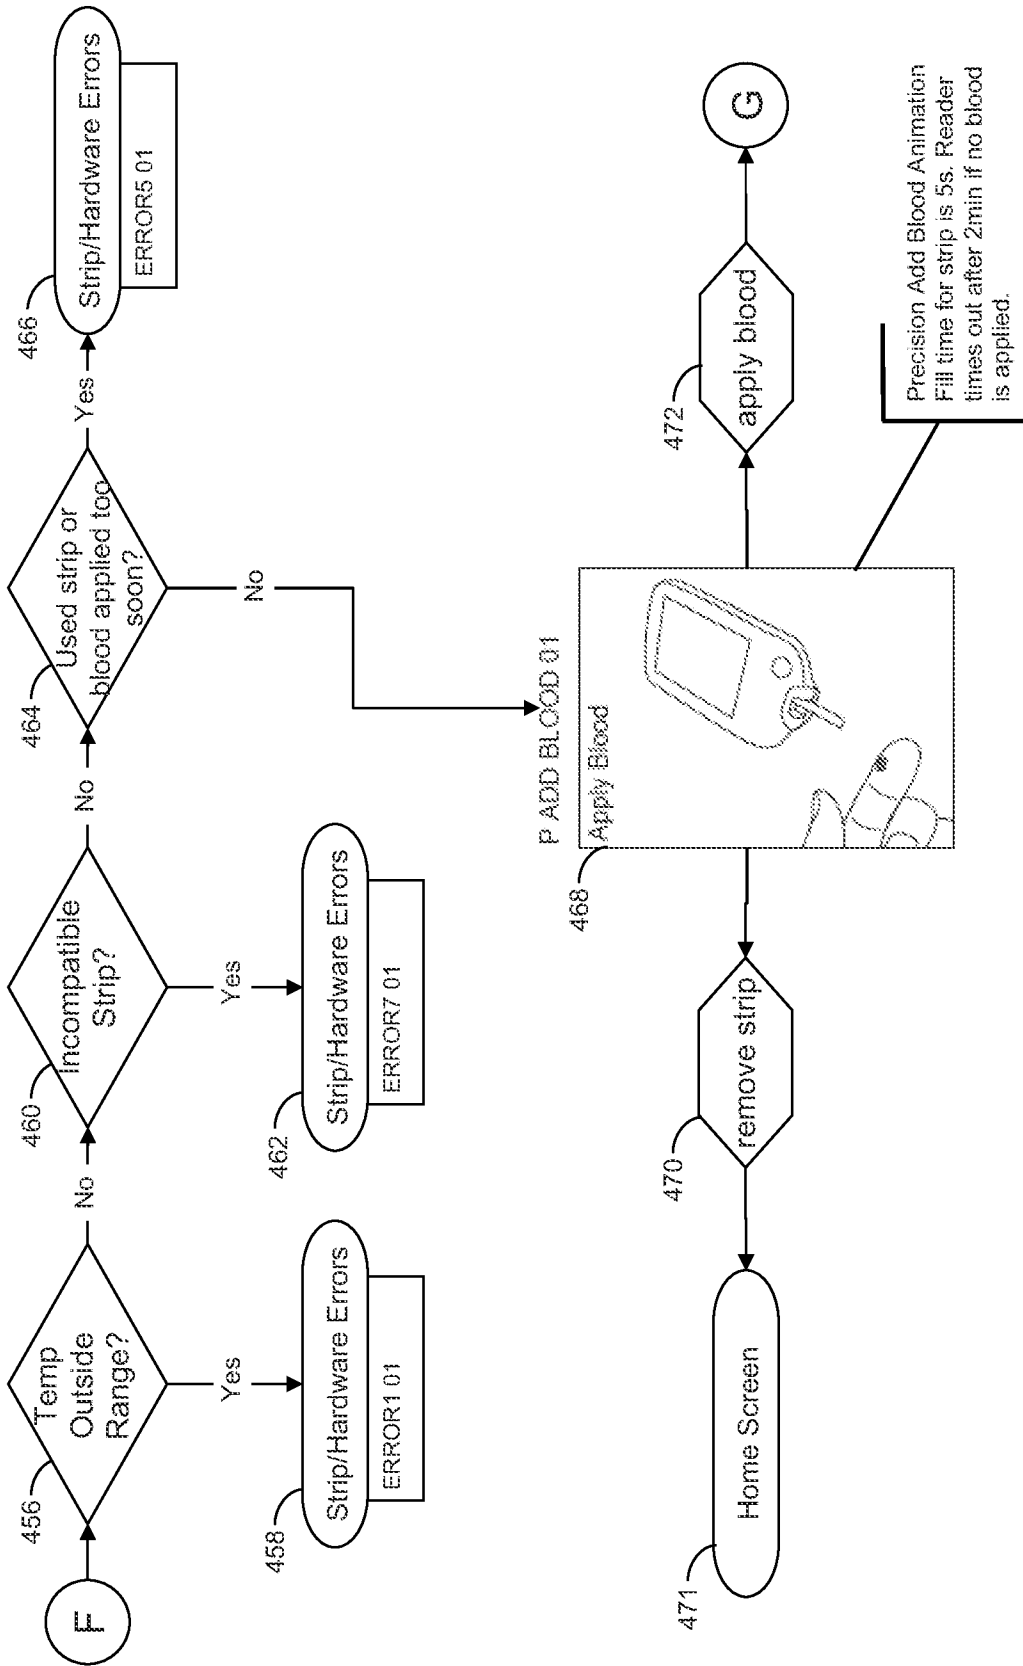 F
456
Temp
Outside
Range?
Yes
458
Strip/Hardware Errors
ERROR1 01
No
460
Incompatible
Strip?
Yes
462
Strip/Hardware Errors
ERROR7 01
No
464
Used strip or
blood applied too
soon?
Yes
466
Strip/Hardware Errors
ERROR5 01
No
P ADD BLOOD 01
468
Apply Blood
470
remove strip
471
Home Screen
472
apply blood
G
Precision Add Blood Animation
Fill time for strip is 5s. Reader
times out after 2min if no blood
is applied.